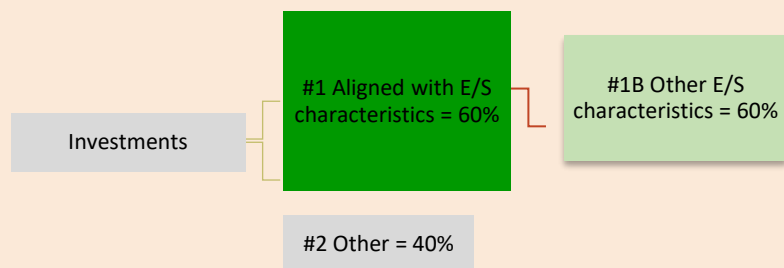 Investments
#1 Aligned with E/S
characteristics = 60%
#1B Other E/S
characteristics = 60%
#2 Other = 40%